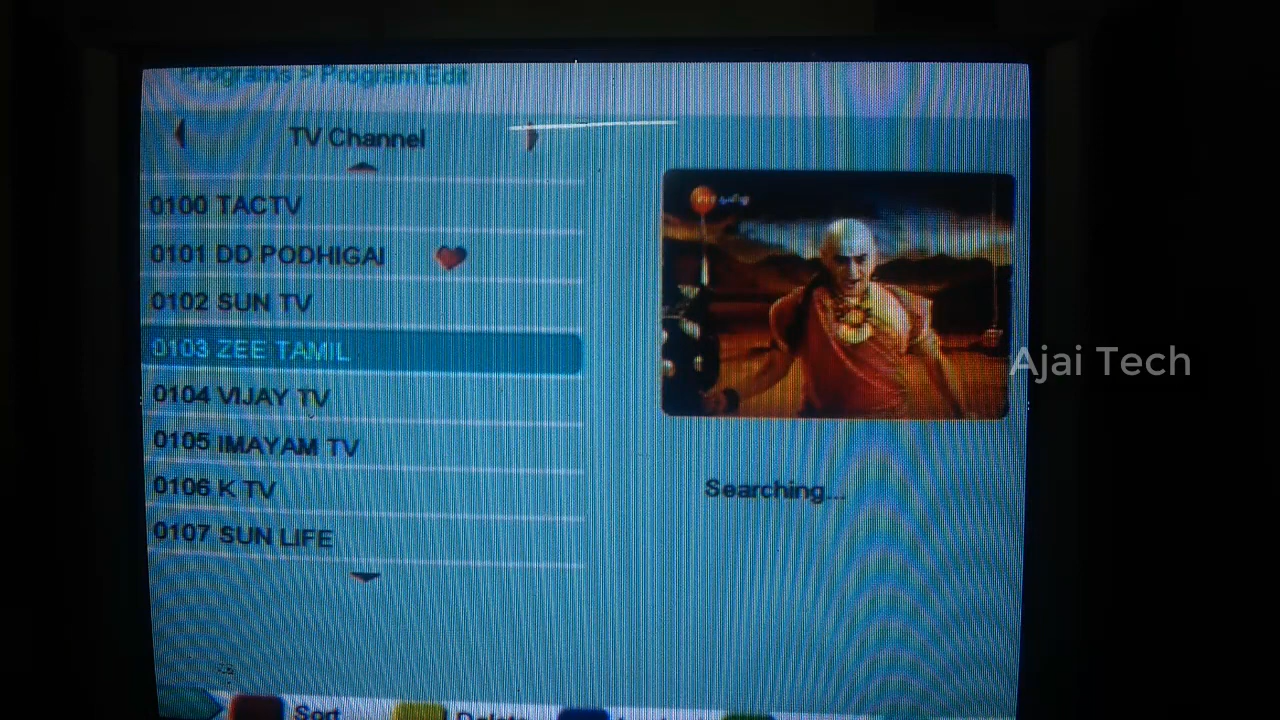 Programs > Program Edit
TV Channel
0100 TACTV
0101 DD PODHIGAI
0102 SUN TV
0103 ZEE TAMIL
0104 VIJAY TV
0105 IMAYAM TV
0106 K TV
0107 SUN LIFE
Searching...
Ajai Tech
Sort
Delete